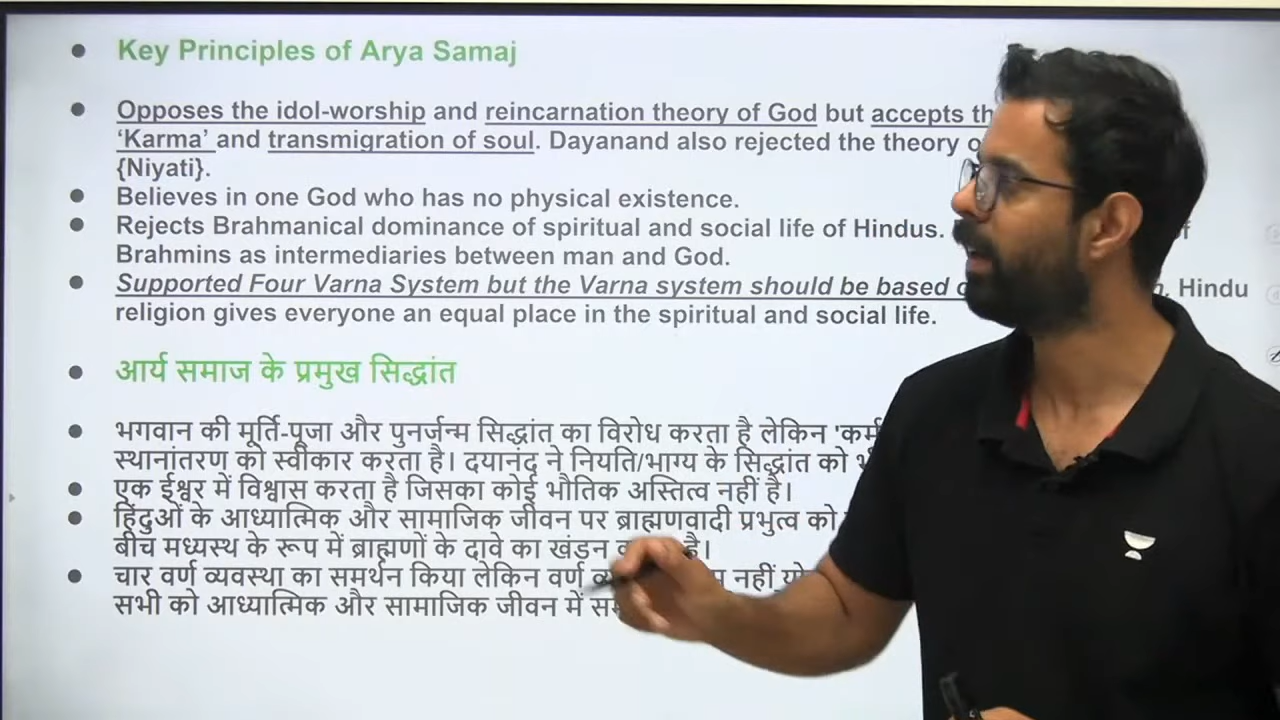 Key Principles of Arya Samaj
Opposes the idol-worship and reincarnation theory of God but accepts
'Karma' and transmigration of soul. Dayanand also rejected the theory
{Niyati}.
Believes in one God who has no physical existence.
Rejects Brahmanical dominance of spiritual and social life of Hindus.
Brahmins as intermediaries between man and God.
Supported Four Varna System but the Varna system should be based Hindu
religion gives everyone an equal place in the spiritual and social life.
आर्य समाज के प्रमुख सिद्धांत
भगवान की मूर्ति-पूजा और पुनर्जन्म सिद्धांत का विरोध करता है लेकिन 'कर्म
स्थानांतरण को स्वीकार करता है। दयानंद ने नियति/भाग्य के सिद्धांत को
एक ईश्वर में विश्वास करता है जिसका कोई भौतिक अस्तित्व नहीं है।
हिंदुओं के आध्यात्मिक और सामाजिक जीवन पर ब्राह्मणवादी प्रभुत्व को
बीच मध्यस्थ के रूप में ब्राह्मणों के दावे का खंडन है।
चार वर्ण व्यवस्था का समर्थन किया लेकिन वर्ण नहीं
सभी को आध्यात्मिक और सामाजिक जीवन में